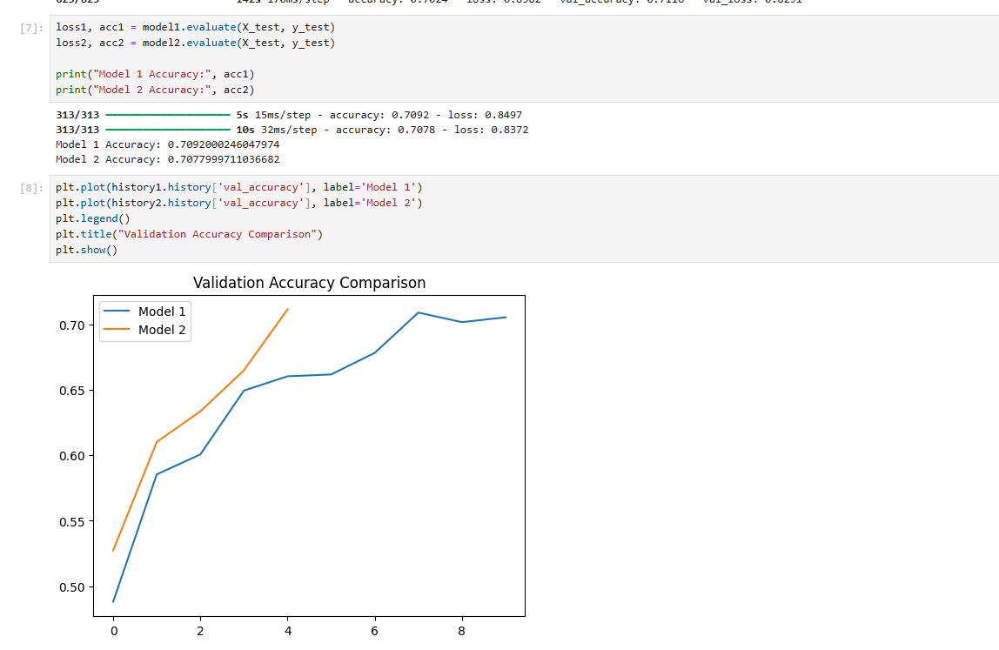 [7]:
loss1, acc1 = model1.evaluate(X_test, y_test)
loss2, acc2 = model2.evaluate(X_test, y_test)
print("Model 1 Accuracy:", acc1)
print("Model 2 Accuracy:", acc2)
313/313 5s 15ms/step - accuracy: 0.7092 - loss: 0.8497
313/313 10s 32ms/step - accuracy: 0.7078 - loss: 0.8372
Model 1 Accuracy: 0.7092000246047974
Model 2 Accuracy: 0.7077999711036682
[8]:
plt.plot(history1.history['val_accuracy'], label='Model 1')
plt.plot(history2.history['val_accuracy'], label='Model 2')
plt.legend()
plt.title("Validation Accuracy Comparison")
plt.show()
Validation Accuracy Comparison
Model 1
Model 2
0.70
0.65
0.60
0.55
0.50
0 2 4 6 8